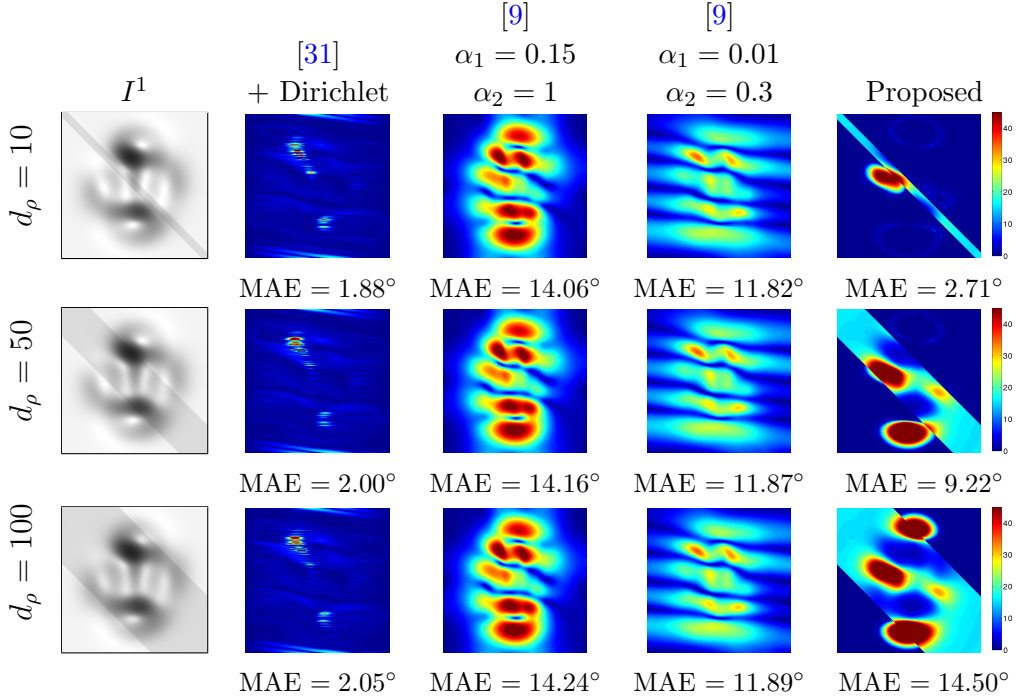 [9] [9]
[31] α₁ = 0.15 α₁ = 0.01
I¹ + Dirichlet α₂ = 1 α₂ = 0.3 Proposed
d_ρ = 10
40
30
20
10
0
MAE = 1.88° MAE = 14.06° MAE = 11.82° MAE = 2.71°
d_ρ = 50
40
30
20
10
0
MAE = 2.00° MAE = 14.16° MAE = 11.87° MAE = 9.22°
d_ρ = 100
40
30
20
10
0
MAE = 2.05° MAE = 14.24° MAE = 11.89° MAE = 14.50°